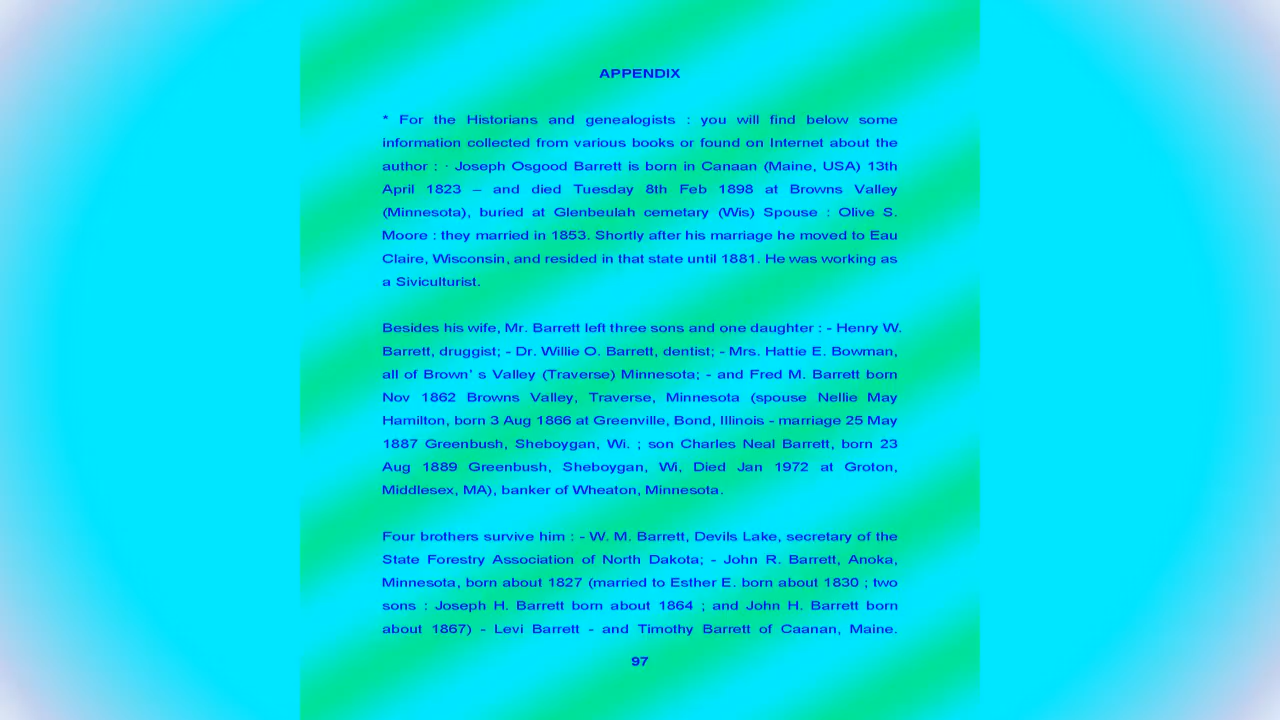 APPENDIX
* For the Historians and genealogists : you will find below some
information collected from various books or found on Internet about the
author : · Joseph Osgood Barrett is born in Canaan (Maine, USA) 13th
April 1823 – and died Tuesday 8th Feb 1898 at Browns Valley
(Minnesota), buried at Glenbeulah cemetary (Wis) Spouse : Olive S.
Moore : they married in 1853. Shortly after his marriage he moved to Eau
Claire, Wisconsin, and resided in that state until 1881. He was working as
a Siviculturist.
Besides his wife, Mr. Barrett left three sons and one daughter : - Henry W.
Barrett, druggist; - Dr. Willie O. Barrett, dentist; - Mrs. Hattie E. Bowman,
all of Brown' s Valley (Traverse) Minnesota; - and Fred M. Barrett born
Nov 1862 Browns Valley, Traverse, Minnesota (spouse Nellie May
Hamilton, born 3 Aug 1866 at Greenville, Bond, Illinois - marriage 25 May
1887 Greenbush, Sheboygan, Wi. ; son Charles Neal Barrett, born 23
Aug 1889 Greenbush, Sheboygan, Wi, Died Jan 1972 at Groton,
Middlesex, MA), banker of Wheaton, Minnesota.
Four brothers survive him : - W. M. Barrett, Devils Lake, secretary of the
State Forestry Association of North Dakota; - John R. Barrett, Anoka,
Minnesota, born about 1827 (married to Esther E. born about 1830 ; two
sons : Joseph H. Barrett born about 1864 ; and John H. Barrett born
about 1867) - Levi Barrett - and Timothy Barrett of Caanan, Maine.
97